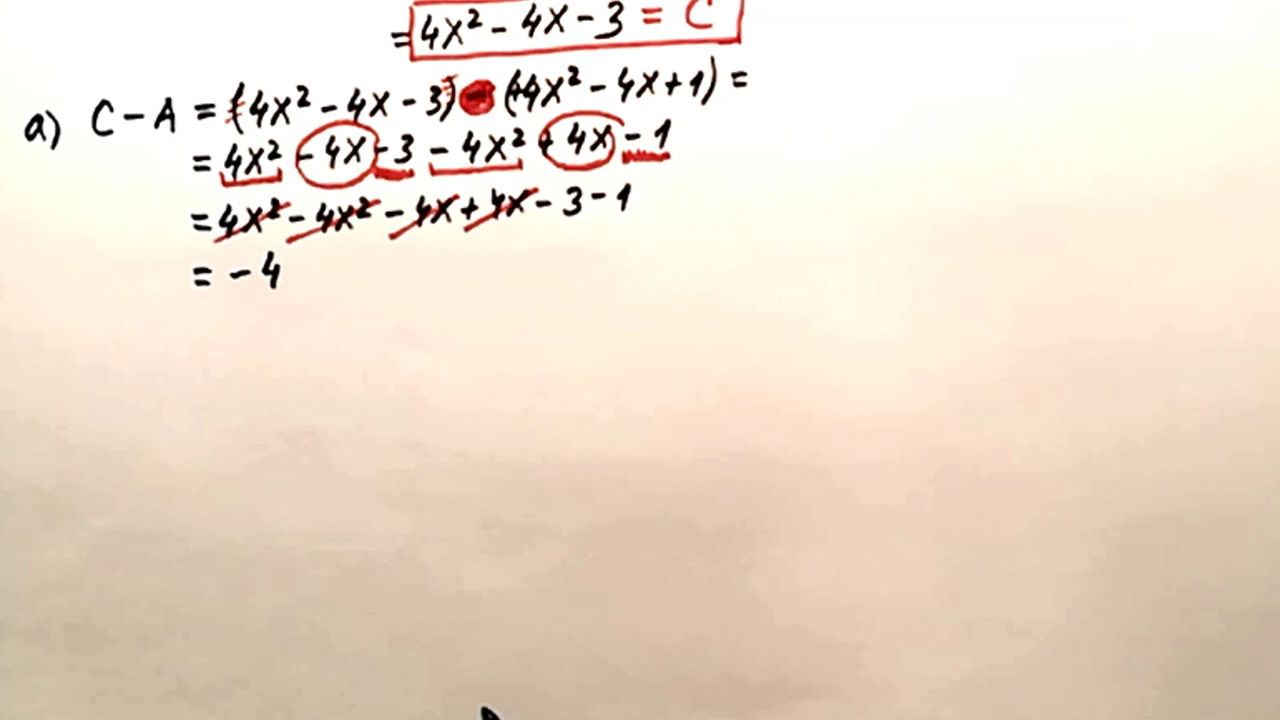 = 4x² - 4x - 3 = C
a) C - A = (4x² - 4x - 3) - (+4x² - 4x + 1) =
= 4x² - 4x - 3 - 4x² + 4x - 1
= 4x² - 4x² - 4x + 4x - 3 - 1
= - 4